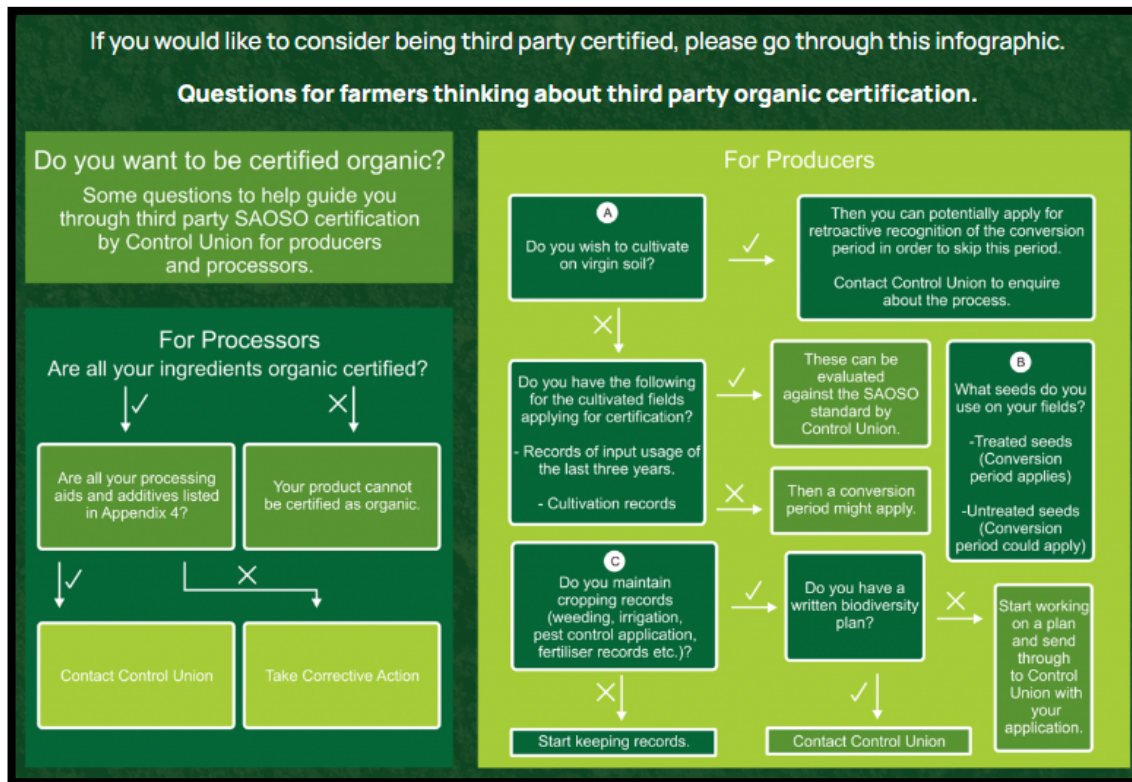 If you would like to consider being third party certified, please go through this infographic.
Questions for farmers thinking about third party organic certification.
Do you want to be certified organic?
Some questions to help guide you
through third party SAOSO certification
by Control Union for producers
and processors.
For Processors
Are all your ingredients organic certified?
Are all your processing
aids and additives listed
in Appendix 4?
Your product cannot
be certified as organic.
Contact Control Union
Take Corrective Action
For Producers
A
Do you wish to cultivate
on virgin soil?
Then you can potentially apply for
retroactive recognition of the conversion
period in order to skip this period.
Contact Control Union to enquire
about the process.
Do you have the following
for the cultivated fields
applying for certification?
- Records of input usage of
the last three years.
- Cultivation records
These can be
evaluated
against the SAOSO
standard by
Control Union.
Then a conversion
period might apply.
B
What seeds do you
use on your fields?
-Treated seeds
(Conversion
period applies)
-Untreated seeds
(Conversion
period could apply)
C
Do you maintain
cropping records
(weeding, irrigation,
pest control application,
fertiliser records etc.)?
Start keeping records.
Do you have a
written biodiversity
plan?
Contact Control Union
Start working
on a plan
and send
through
to Control
Union with
your
application.